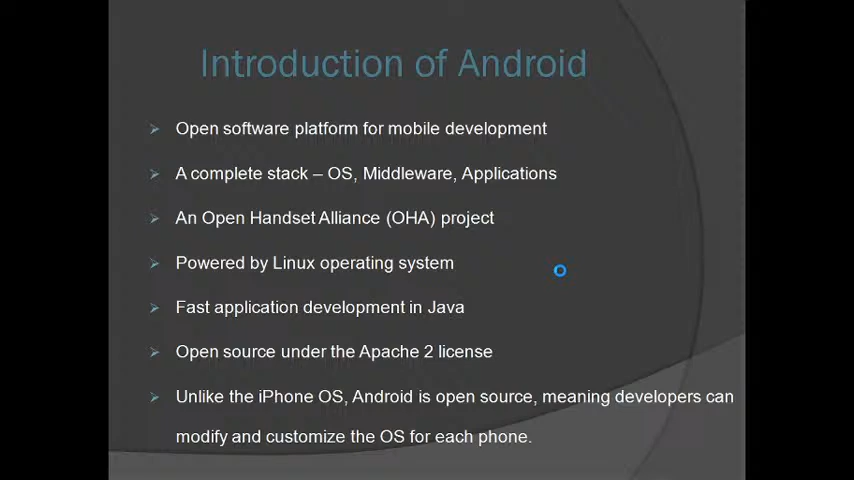 Introduction of Android
Open software platform for mobile development
A complete stack – OS, Middleware, Applications
An Open Handset Alliance (OHA) project
Powered by Linux operating system
Fast application development in Java
Open source under the Apache 2 license
Unlike the iPhone OS, Android is open source, meaning developers can
modify and customize the OS for each phone.